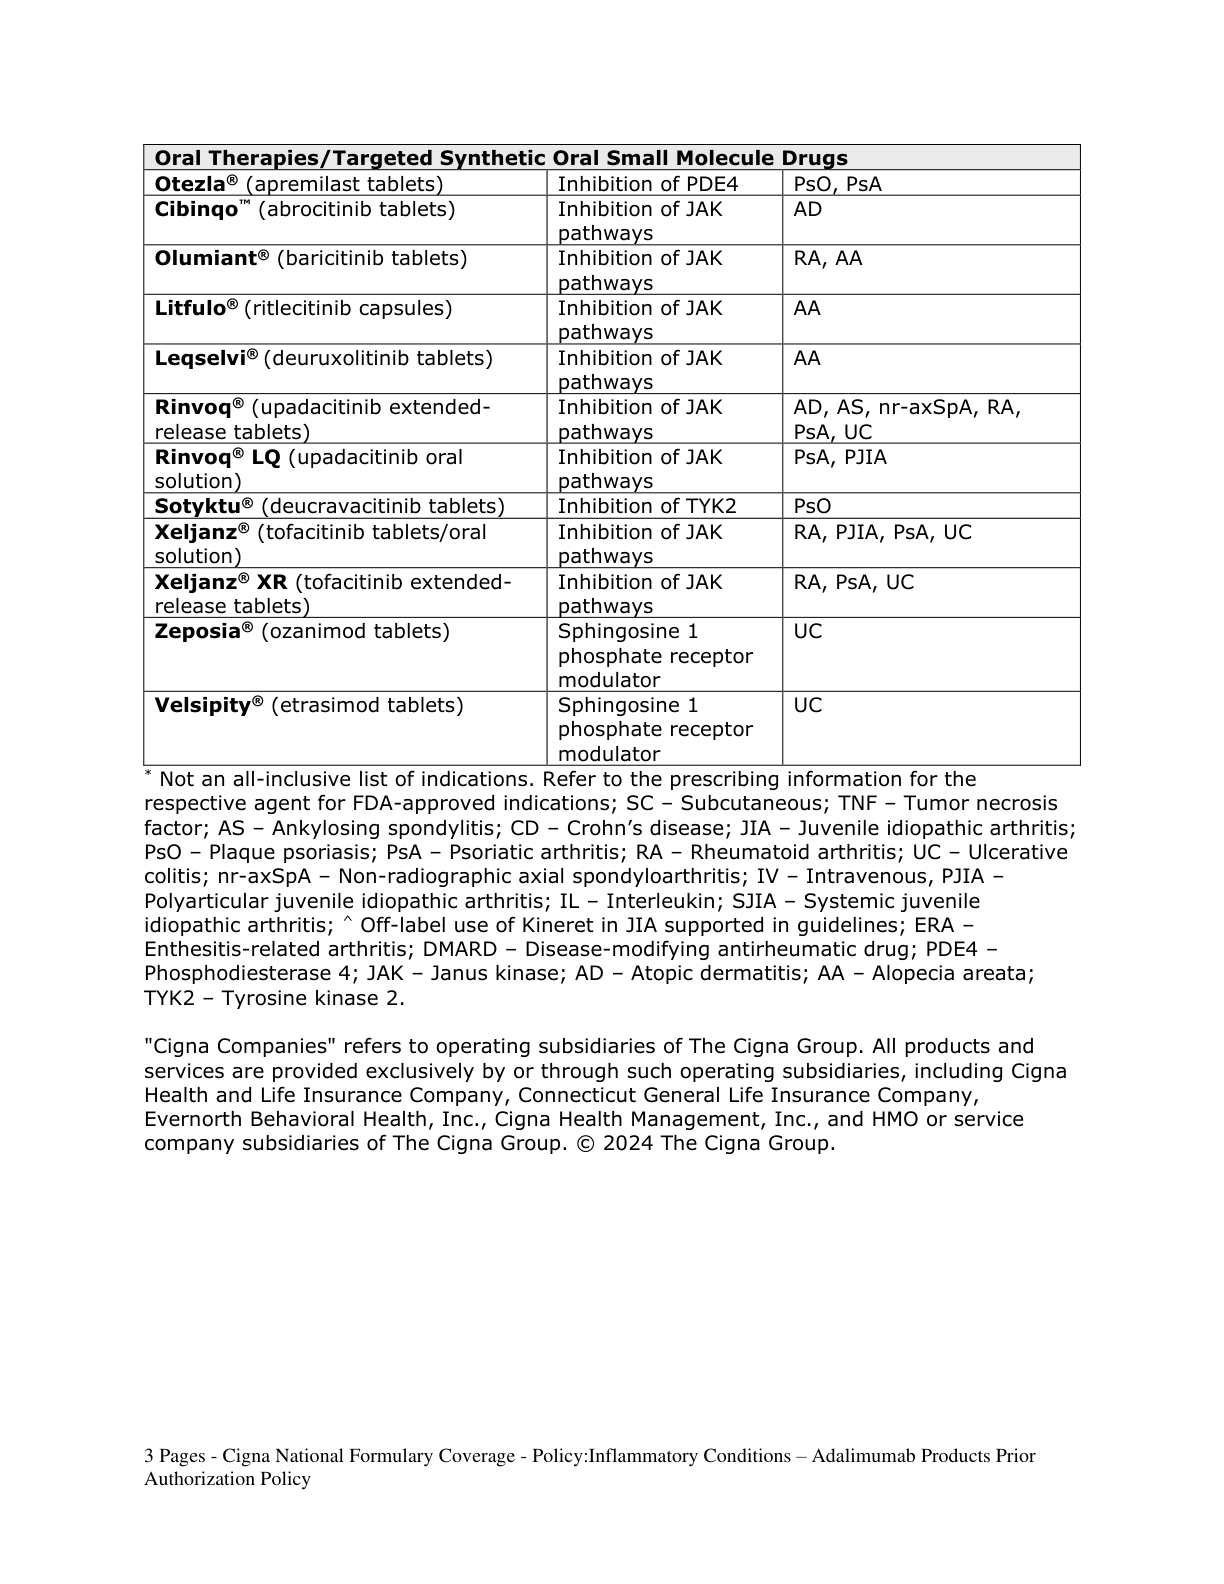 Oral Therapies/Targeted Synthetic Oral Small Molecule Drugs
Otezla® (apremilast tablets) Inhibition of PDE4 PsO, PsA
Cibinqo™ (abrocitinib tablets) Inhibition of JAK AD
pathways
Olumiant® (baricitinib tablets) Inhibition of JAK RA, AA
pathways
Litfulo® (ritlecitinib capsules) Inhibition of JAK AA
pathways
Leqselvi® (deuruxolitinib tablets) Inhibition of JAK AA
pathways
Rinvoq® (upadacitinib extended- Inhibition of JAK AD, AS, nr-axSpA, RA,
release tablets) pathways PsA, UC
Rinvoq® LQ (upadacitinib oral Inhibition of JAK PsA, PJIA
solution) pathways
Sotyktu® (deucravacitinib tablets) Inhibition of TYK2 PsO
Xeljanz® (tofacitinib tablets/oral Inhibition of JAK RA, PJIA, PsA, UC
solution) pathways
Xeljanz® XR (tofacitinib extended- Inhibition of JAK RA, PsA, UC
release tablets) pathways
Zeposia® (ozanimod tablets) Sphingosine 1 UC
phosphate receptor
modulator
Velsipity® (etrasimod tablets) Sphingosine 1 UC
phosphate receptor
modulator
* Not an all-inclusive list of indications. Refer to the prescribing information for the
respective agent for FDA-approved indications; SC – Subcutaneous; TNF – Tumor necrosis
factor; AS – Ankylosing spondylitis; CD – Crohn’s disease; JIA – Juvenile idiopathic arthritis;
PsO – Plaque psoriasis; PsA – Psoriatic arthritis; RA – Rheumatoid arthritis; UC – Ulcerative
colitis; nr-axSpA – Non-radiographic axial spondyloarthritis; IV – Intravenous, PJIA –
Polyarticular juvenile idiopathic arthritis; IL – Interleukin; SJIA – Systemic juvenile
idiopathic arthritis; ^ Off-label use of Kineret in JIA supported in guidelines; ERA –
Enthesitis-related arthritis; DMARD – Disease-modifying antirheumatic drug; PDE4 –
Phosphodiesterase 4; JAK – Janus kinase; AD – Atopic dermatitis; AA – Alopecia areata;
TYK2 – Tyrosine kinase 2.
"Cigna Companies" refers to operating subsidiaries of The Cigna Group. All products and
services are provided exclusively by or through such operating subsidiaries, including Cigna
Health and Life Insurance Company, Connecticut General Life Insurance Company,
Evernorth Behavioral Health, Inc., Cigna Health Management, Inc., and HMO or service
company subsidiaries of The Cigna Group. © 2024 The Cigna Group.
3 Pages - Cigna National Formulary Coverage - Policy:Inflammatory Conditions – Adalimumab Products Prior
Authorization Policy